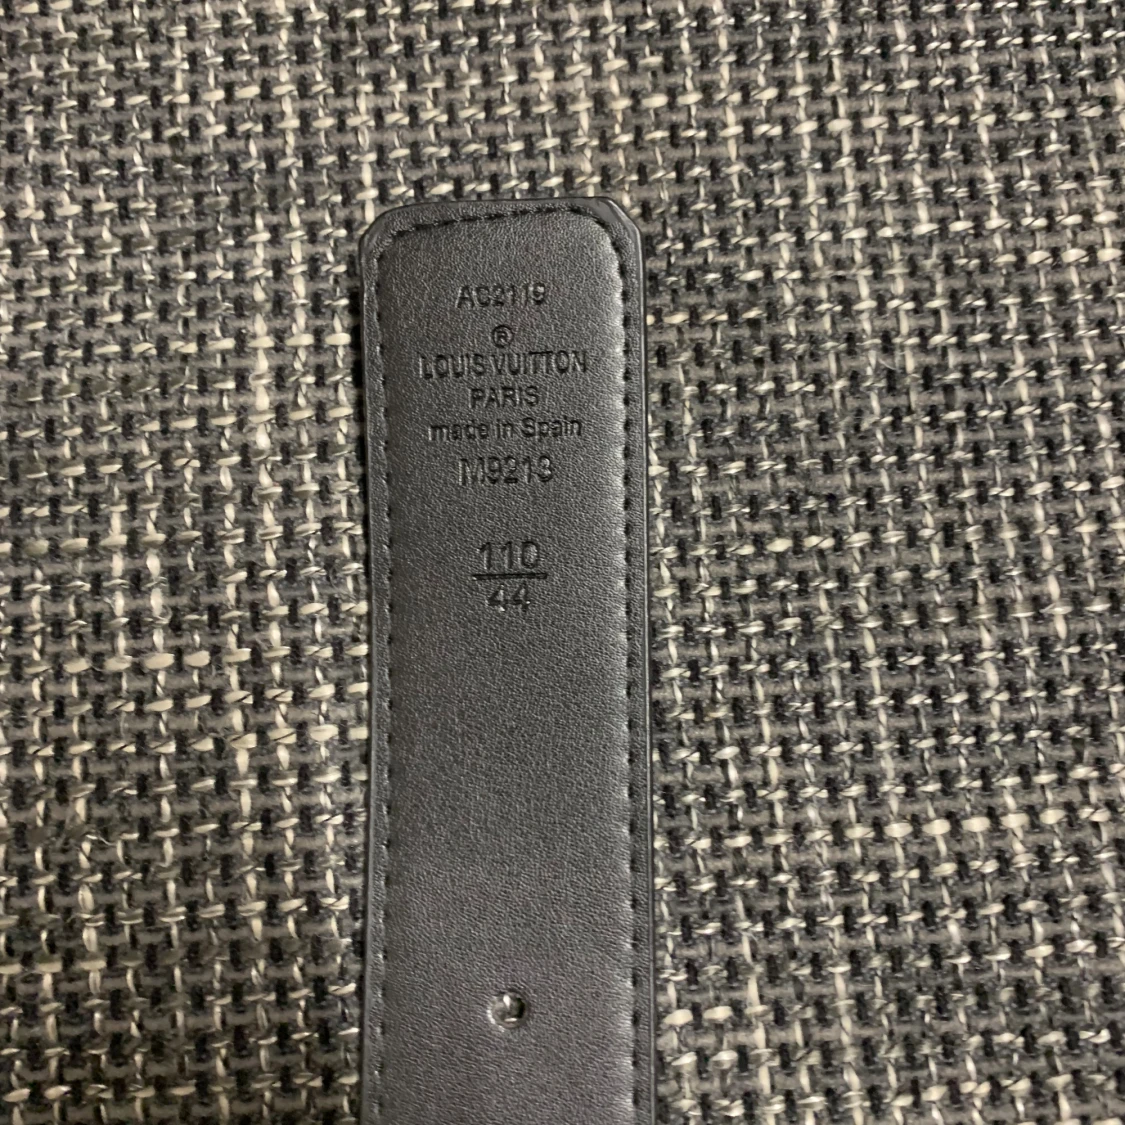 AC2119
®
LOUIS VUITTON
PARIS
made in Spain
M9213
110
44